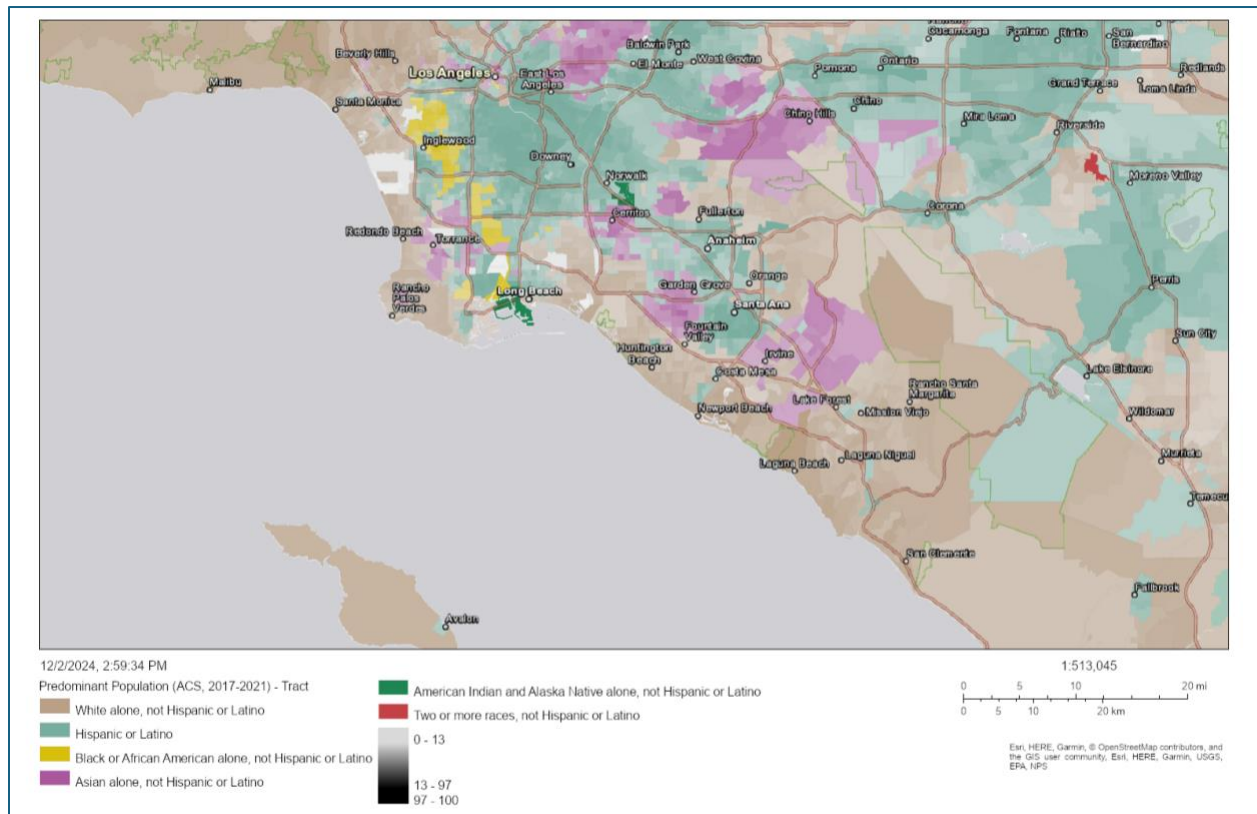 Cucamonga
Fontana
Rialto
San
Bernardino
Baldwin Park
Beverly Hills
El Monte
West Covina
Los Angeles
East Los
Angeles
Pomona
Ontario
Redlands
Malibu
Grand Terrace
Loma Linda
Santa Monica
Chino
Chino Hills
Mira Loma
Riverside
Inglewood
Downey
Norwalk
Moreno Valley
Cerritos
Fullerton
Corona
Redondo Beach
Torrance
Anaheim
Orange
Perris
Rancho
Palos
Verdes
Long Beach
Garden Grove
Santa Ana
Fountain
Valley
Sun City
Huntington
Beach
Irvine
Costa Mesa
Lake Elsinore
Rancho Santa
Margarita
Newport Beach
Lake Forest
Mission Viejo
Wildomar
Laguna Beach
Laguna Niguel
Murrieta
Temecu
San Clemente
Fallbrook
Avalon
12/2/2024, 2:59:34 PM
1:513,045
Predominant Population (ACS, 2017-2021) - Tract
White alone, not Hispanic or Latino
Hispanic or Latino
Black or African American alone, not Hispanic or Latino
Asian alone, not Hispanic or Latino
American Indian and Alaska Native alone, not Hispanic or Latino
Two or more races, not Hispanic or Latino
0 - 13
13 - 97
97 - 100
0 5 10 20 mi
0 5 10 20 km
Esri, HERE, Garmin, © OpenStreetMap contributors, and
the GIS user community, Esri, HERE, Garmin, USGS,
EPA, NPS